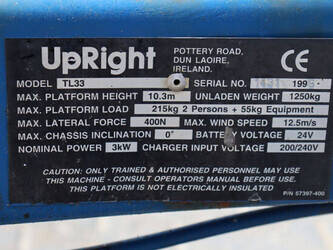 UpRight
POTTERY ROAD,
DUN LAOIRE,
IRELAND.
CE
MODEL TL33 SERIAL NO. 199
MAX. PLATFORM HEIGHT 10.3m UNLADEN WEIGHT 1250kg
MAX. PLATFORM LOAD 215kg 2 Persons + 55kg Equipment
MAX. LATERAL FORCE 400N MAX. WIND SPEED 12.5m/s
MAX. CHASSIS INCLINATION 0° BATTERY VOLTAGE 24V
NOMINAL POWER 3kW CHARGER INPUT VOLTAGE 200/240V
CAUTION: ONLY TRAINED & AUTHORISED PERSONNEL MAY USE
THIS MACHINE - CONSULT OPERATORS MANUAL BEFORE USE.
THIS PLATFORM IS NOT ELECTRICALLY INSULATED
P/N 57397-400